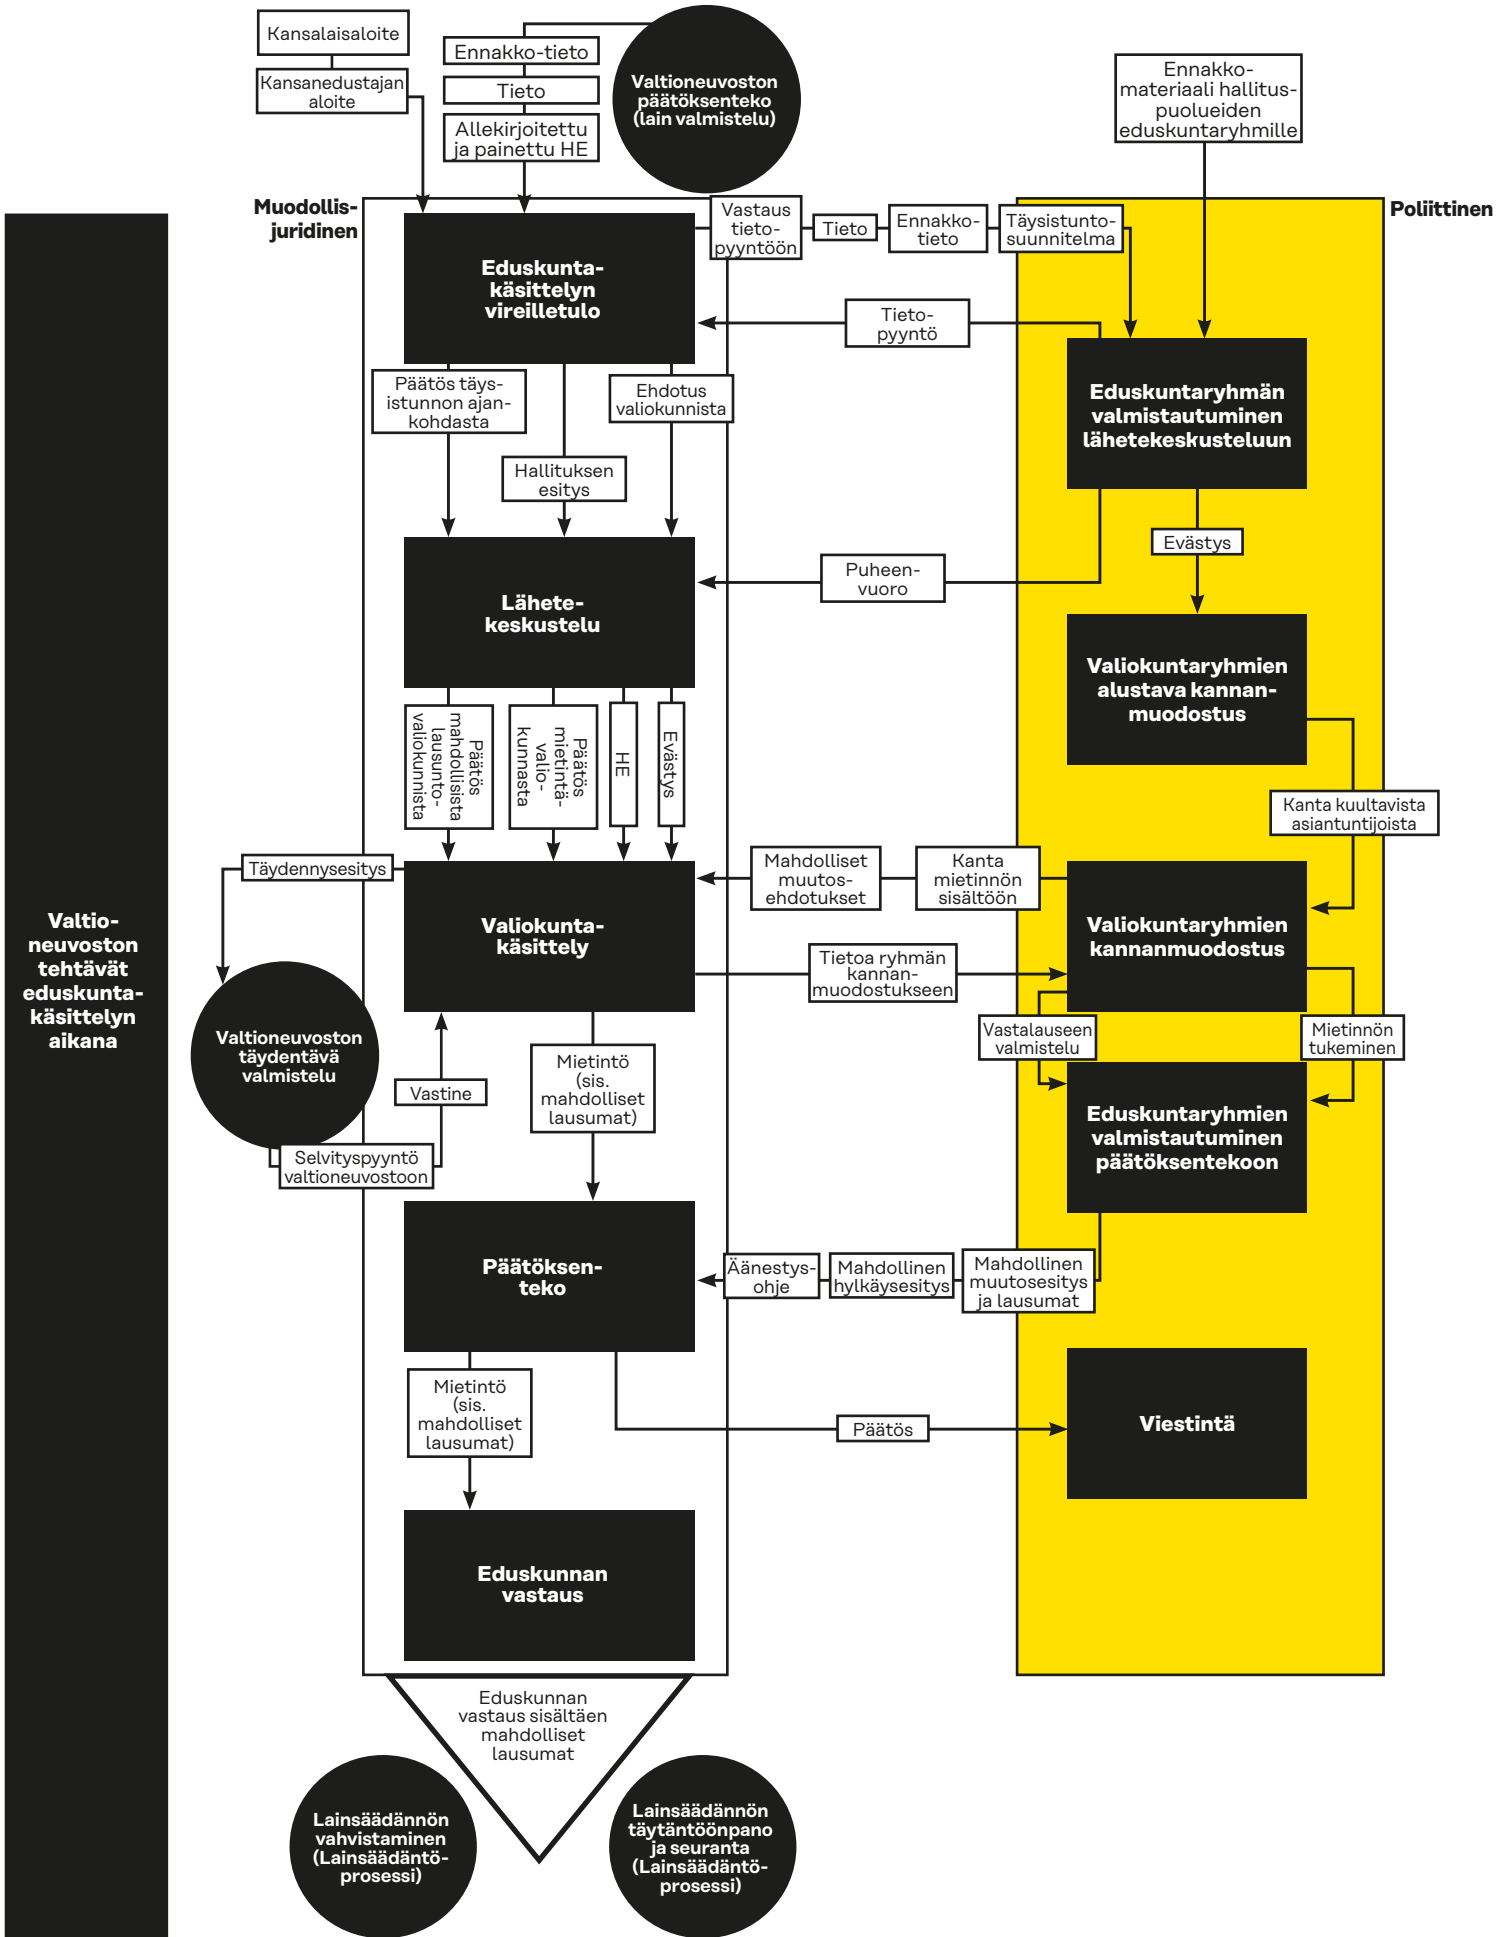 Kansalaisaloite
Kansanedustajan
aloite
Ennakko-tieto
Tieto
Allekirjoitettu
ja painettu HE
Valtioneuvoston
päätöksenteko
(lain valmistelu)
Ennakko-
materiaali hallitus-
puolueiden
eduskuntaryhmille
Muodollis-
juridinen
Poliittinen
Vastaus
tieto-
pyyntöön
Tieto
Ennakko-
tieto
Täysistunto-
suunnitelma
Eduskunta-
käsittelyn
vireilletulo
Tieto-
pyyntö
Eduskuntaryhmän
valmistautuminen
lähetekeskusteluun
Päätös täys-
istunnon ajan-
kohdasta
Ehdotus
valiokunnista
Hallituksen
esitys
Evästys
Puheen-
vuoro
Lähete-
keskustelu
Valiokuntaryhmien
alustava kannan-
muodostus
Päätös
mahdollisista
lausunto-
valiokunnista
Päätös
mietintä-
valio-
kunnasta
HE
Evästys
Kanta kuultavista
asiantuntijoista
Täydennysesitys
Mahdolliset
muutos-
ehdotukset
Kanta
mietinnön
sisältöön
Valiokunta-
käsittely
Valiokuntaryhmien
kannanmuodostus
Valtio-
neuvoston
tehtävät
eduskunta-
käsittelyn
aikana
Tietoa ryhmän
kannan-
muodostukseen
Valtioneuvoston
täydentävä
valmistelu
Vastalauseen
valmistelu
Mietinnön
tukeminen
Vastine
Mietintö
(sis.
mahdolliset
lausumat)
Eduskuntaryhmien
valmistautuminen
päätöksentekoon
Selvityspyyntö
valtioneuvostoon
Päätöksen-
teko
Äänestys-
ohje
Mahdollinen
hylkäysesitys
Mahdollinen
muutosesitys
ja lausumat
Mietintö
(sis.
mahdolliset
lausumat)
Päätös
Viestintä
Eduskunnan
vastaus
Eduskunnan
vastaus sisältäen
mahdolliset
lausumat
Lainsäädännön
vahvistaminen
(Lainsäädäntö-
prosessi)
Lainsäädännön
täytäntöönpano
ja seuranta
(Lainsäädäntö-
prosessi)